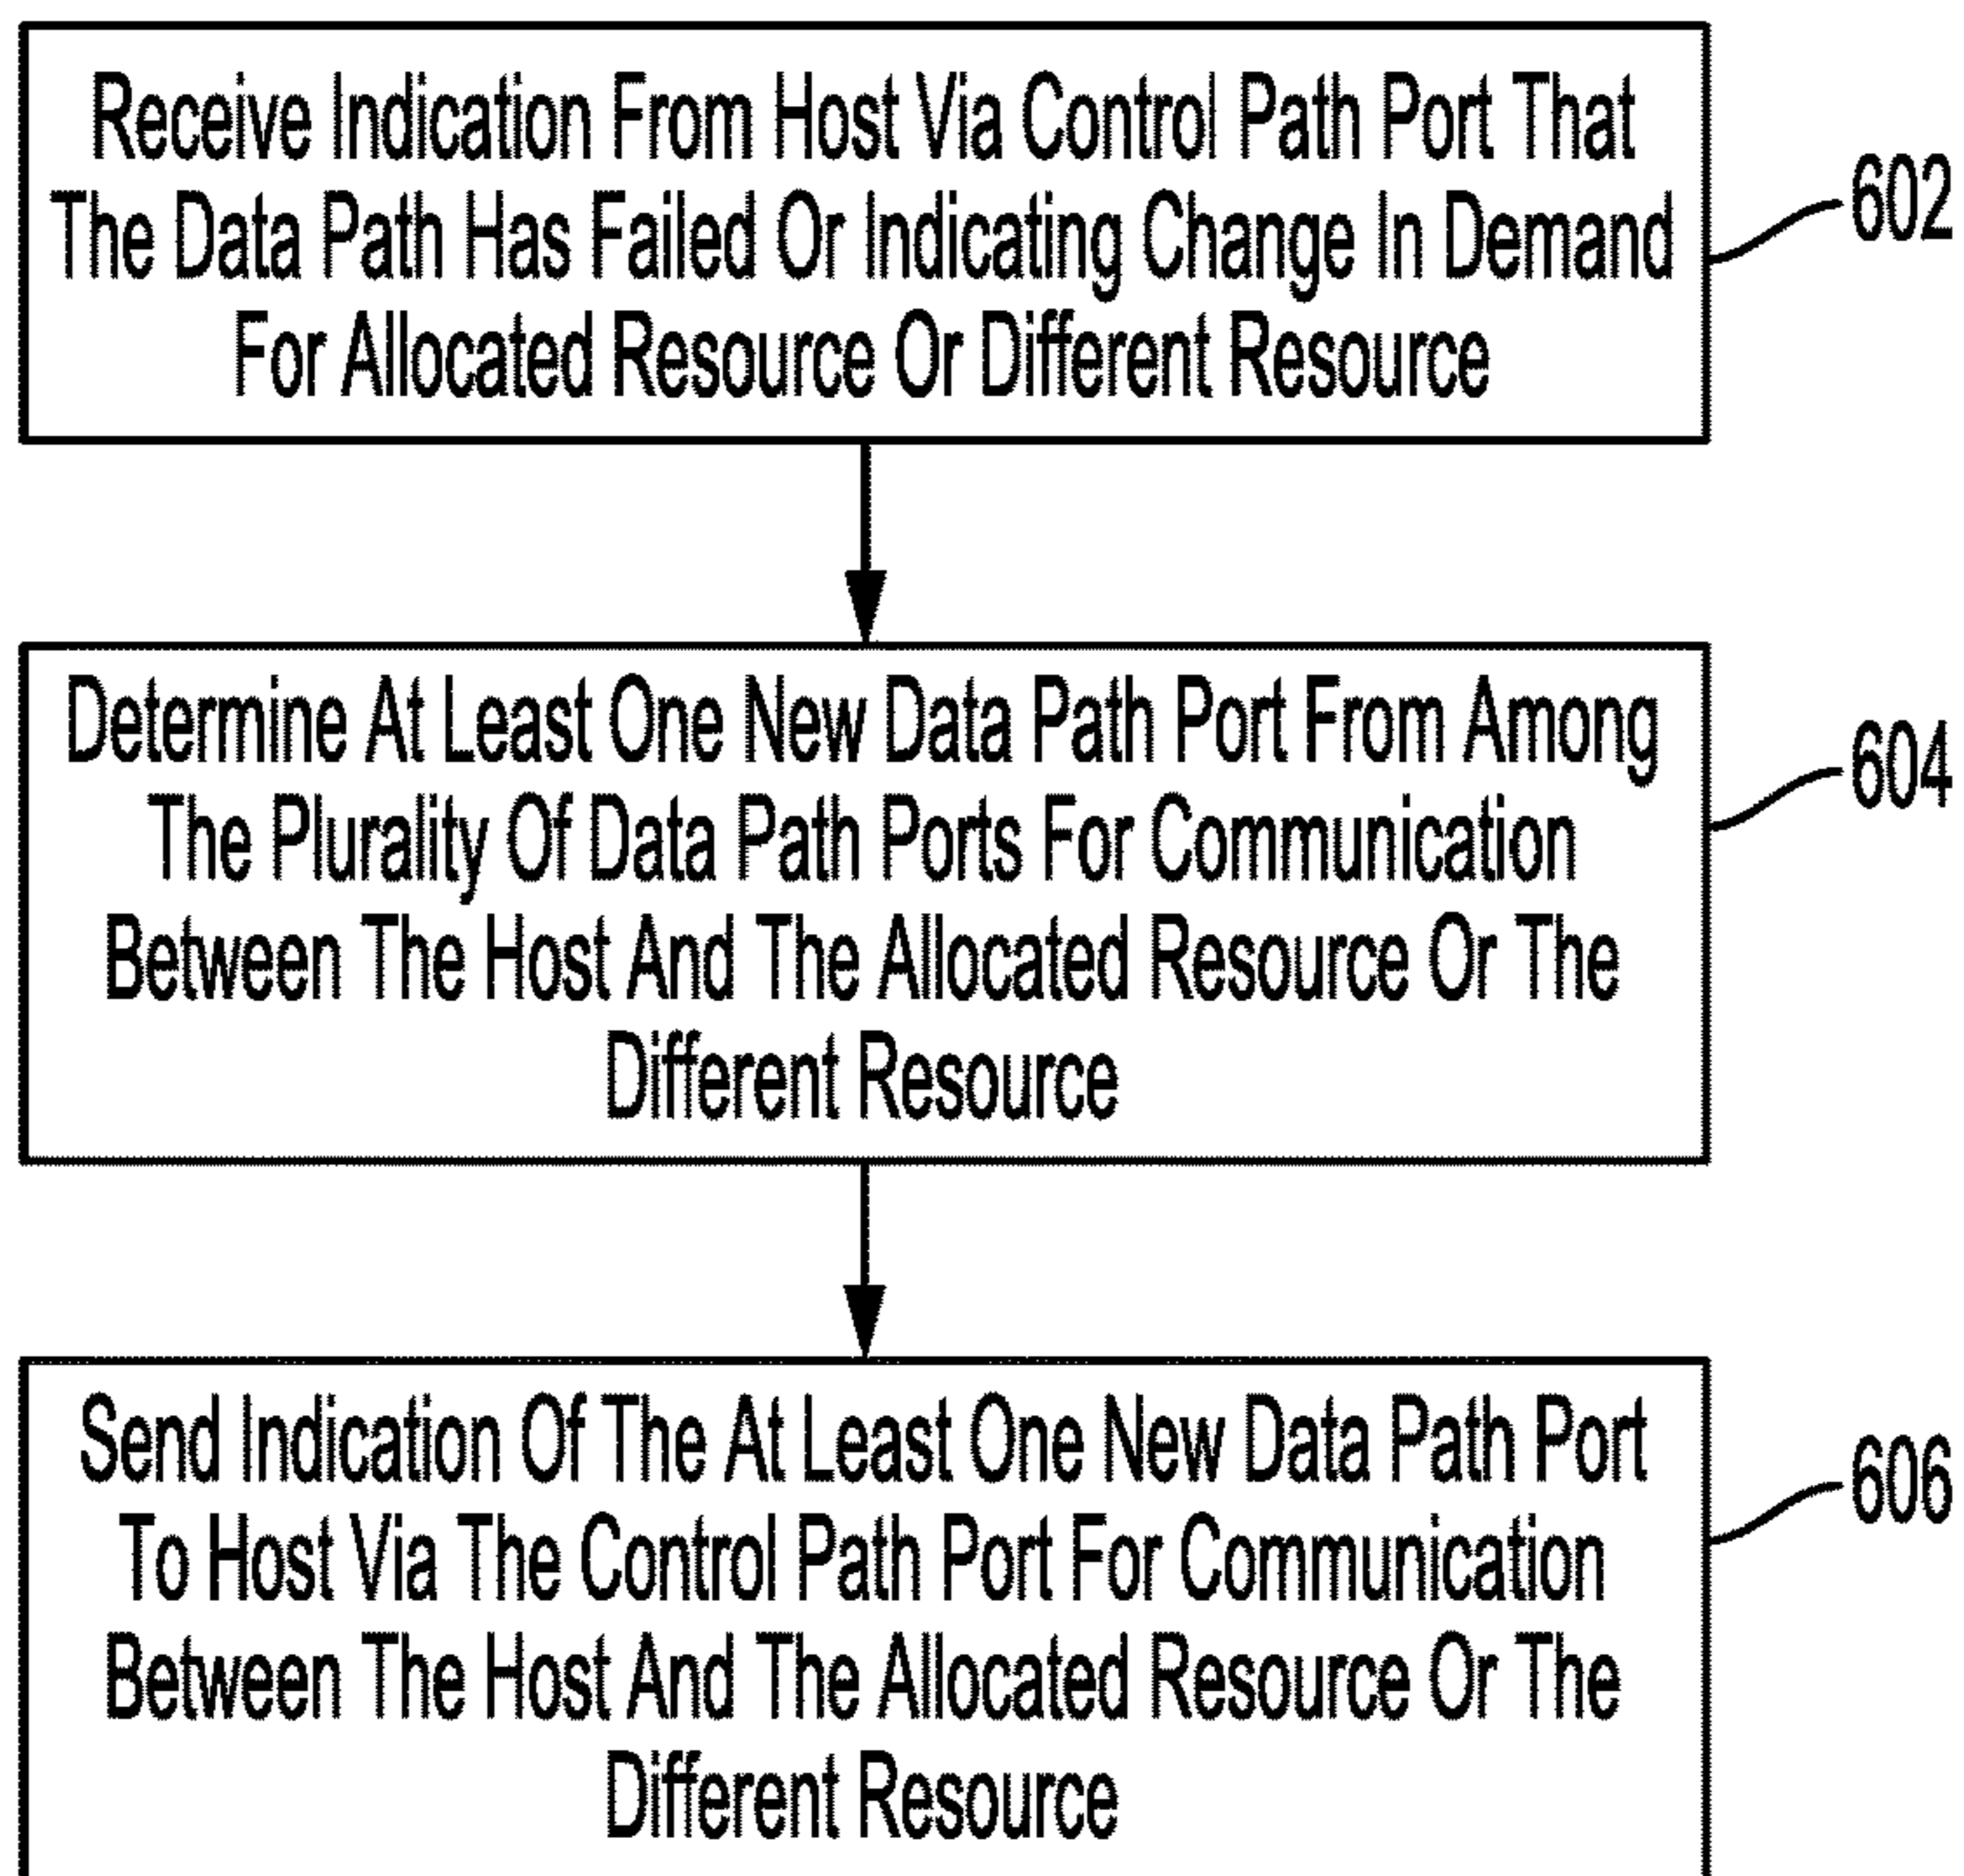 Receive Indication From Host Via Control Path Port That
The Data Path Has Failed Or Indicating Change In Demand
For Allocated Resource Or Different Resource
602
Determine At Least One New Data Path Port From Among
The Plurality Of Data Path Ports For Communication
Between The Host And The Allocated Resource Or The
Different Resource
604
Send Indication Of The At Least One New Data Path Port
To Host Via The Control Path Port For Communication
Between The Host And The Allocated Resource Or The
Different Resource
606